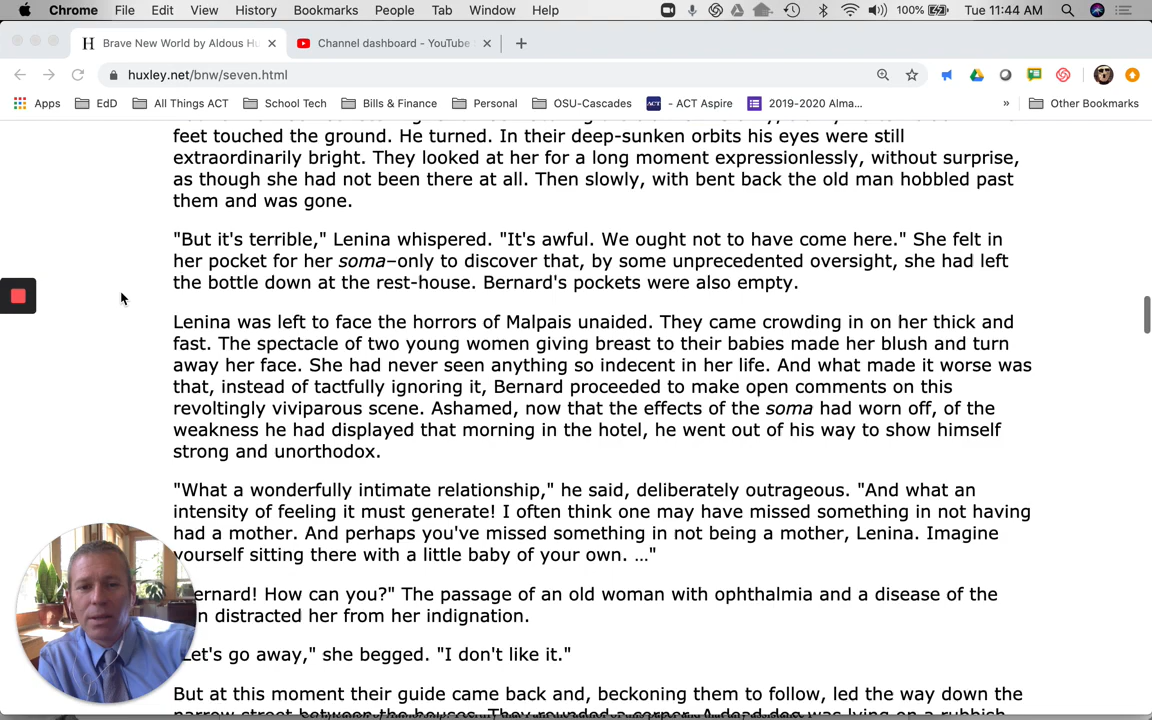 Chrome File Edit View History Bookmarks People Tab Window Help 100% Tue 11:44 AM
H Brave New World by Aldous Hu Channel dashboard - YouTube
huxley.net/bnw/seven.html
Apps EdD All Things ACT School Tech Bills & Finance Personal OSU-Cascades ACT - ACT Aspire 2019-2020 Alma... » Other Bookmarks
feet touched the ground. He turned. In their deep-sunken orbits his eyes were still
extraordinarily bright. They looked at her for a long moment expressionlessly, without surprise,
as though she had not been there at all. Then slowly, with bent back the old man hobbled past
them and was gone.
"But it's terrible," Lenina whispered. "It's awful. We ought not to have come here." She felt in
her pocket for her soma–only to discover that, by some unprecedented oversight, she had left
the bottle down at the rest-house. Bernard's pockets were also empty.
Lenina was left to face the horrors of Malpais unaided. They came crowding in on her thick and
fast. The spectacle of two young women giving breast to their babies made her blush and turn
away her face. She had never seen anything so indecent in her life. And what made it worse was
that, instead of tactfully ignoring it, Bernard proceeded to make open comments on this
revoltingly viviparous scene. Ashamed, now that the effects of the soma had worn off, of the
weakness he had displayed that morning in the hotel, he went out of his way to show himself
strong and unorthodox.
"What a wonderfully intimate relationship," he said, deliberately outrageous. "And what an
intensity of feeling it must generate! I often think one may have missed something in not having
had a mother. And perhaps you've missed something in not being a mother, Lenina. Imagine
yourself sitting there with a little baby of your own. ..."
ernard! How can you?" The passage of an old woman with ophthalmia and a disease of the
n distracted her from her indignation.
Let's go away," she begged. "I don't like it."
But at this moment their guide came back and, beckoning them to follow, led the way down the
narrow street between the houses. They rounded a corner. A dead dog was lying on a rubbish